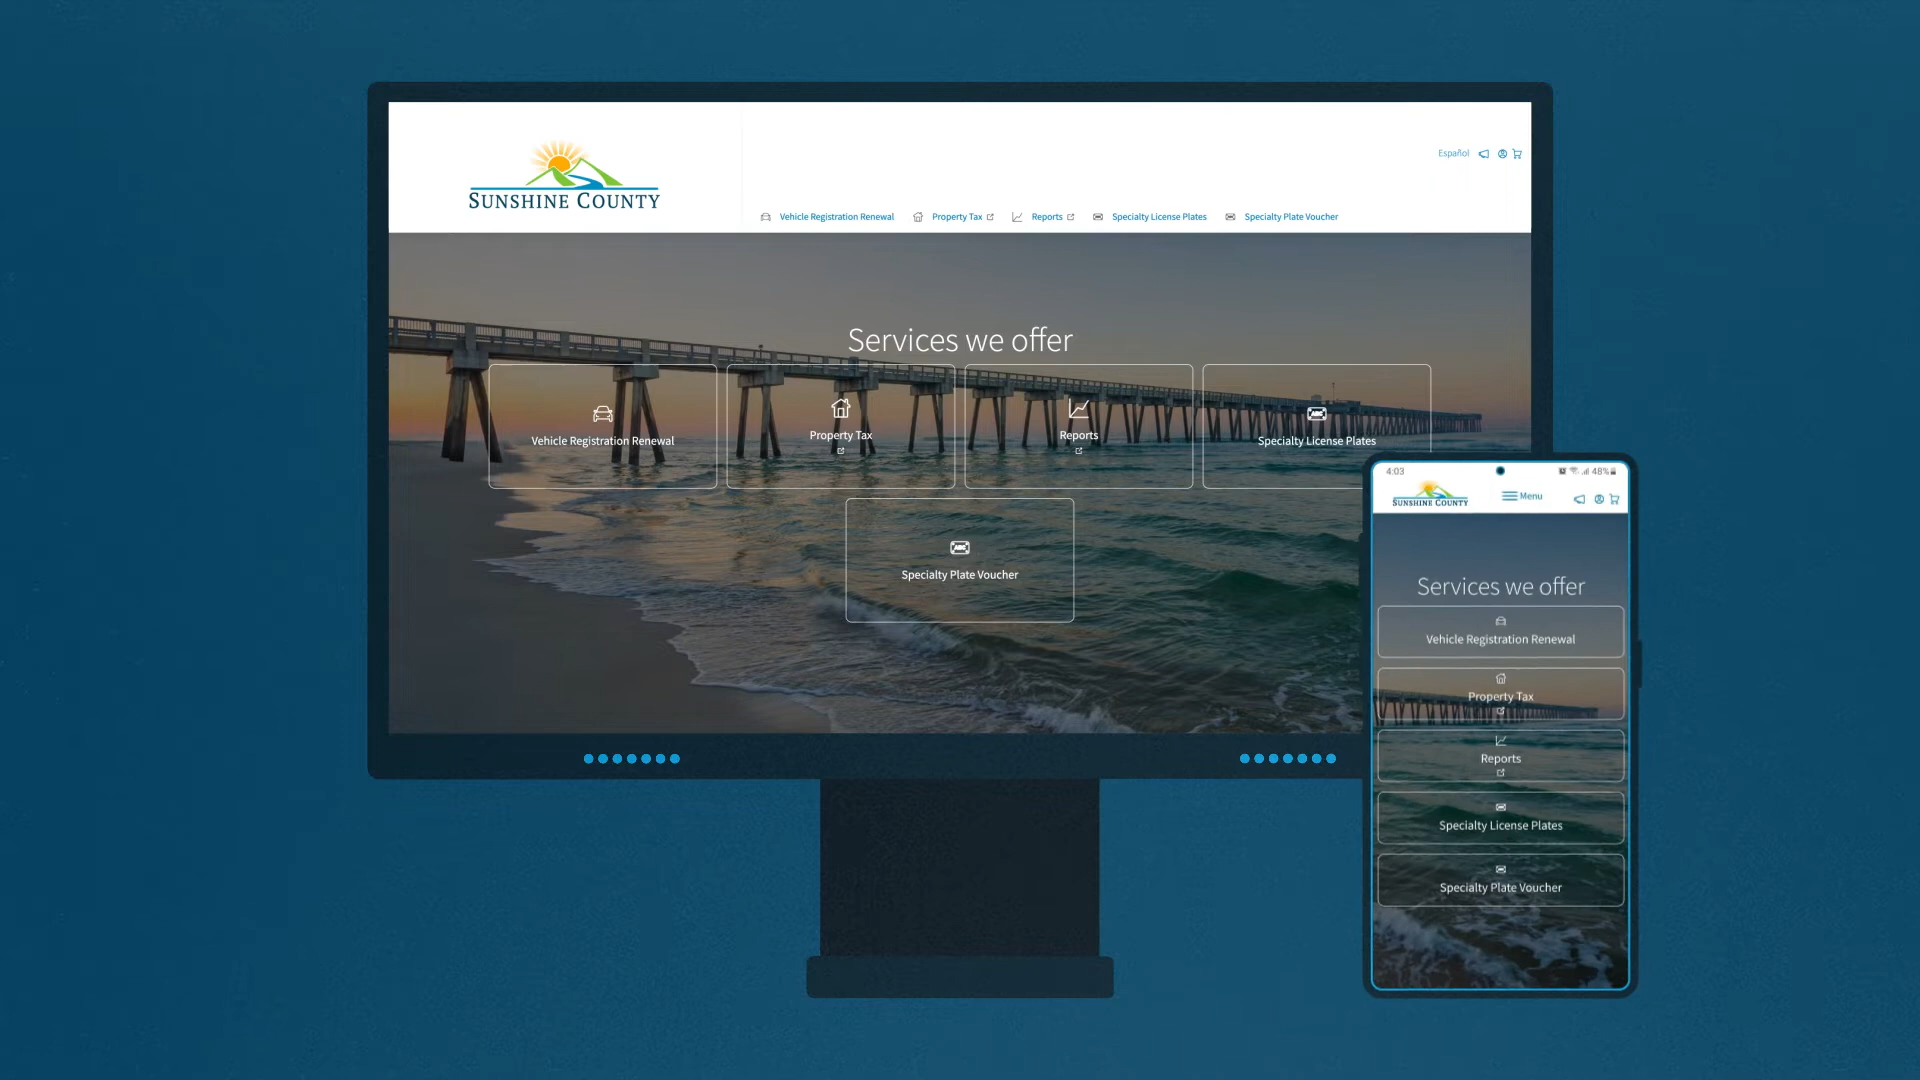 SUNSHINE COUNTY
Español
Vehicle Registration Renewal
Property Tax
Reports
Specialty License Plates
Specialty Plate Voucher
Services we offer
Vehicle Registration Renewal
Property Tax
Reports
ABC
Specialty License Plates
ABC
Specialty Plate Voucher
4:03
48%
SUNSHINE COUNTY
Menu
Services we offer
Vehicle Registration Renewal
Property Tax
Reports
Specialty License Plates
Specialty Plate Voucher